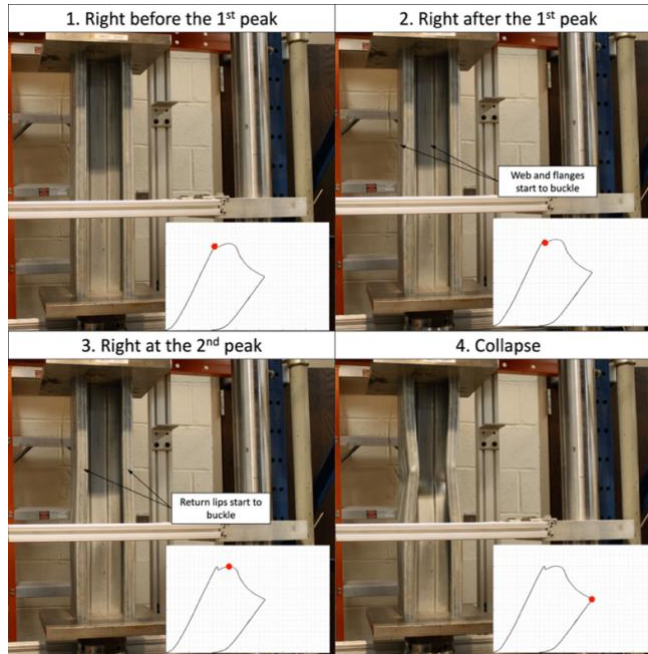 1. Right before the 1st peak
2. Right after the 1st peak
Web and flanges
start to buckle
3. Right at the 2nd peak
4. Collapse
Return lips start to
buckle